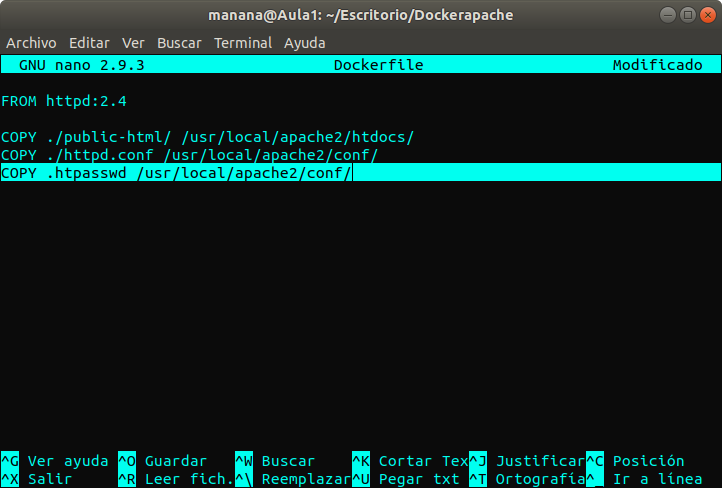 manana@Aula1: ~/Escritorio/Dockerapache
Archivo Editar Ver Buscar Terminal Ayuda
GNU nano 2.9.3 Dockerfile Modificado
FROM httpd:2.4
COPY ./public-html/ /usr/local/apache2/htdocs/
COPY ./httpd.conf /usr/local/apache2/conf/
COPY .htpasswd /usr/local/apache2/conf/
^G Ver ayuda ^O Guardar ^W Buscar ^K Cortar Tex^J Justificar^C Posición
^X Salir ^R Leer fich.^\ Reemplazar^U Pegar txt ^T Ortografía^_ Ir a línea